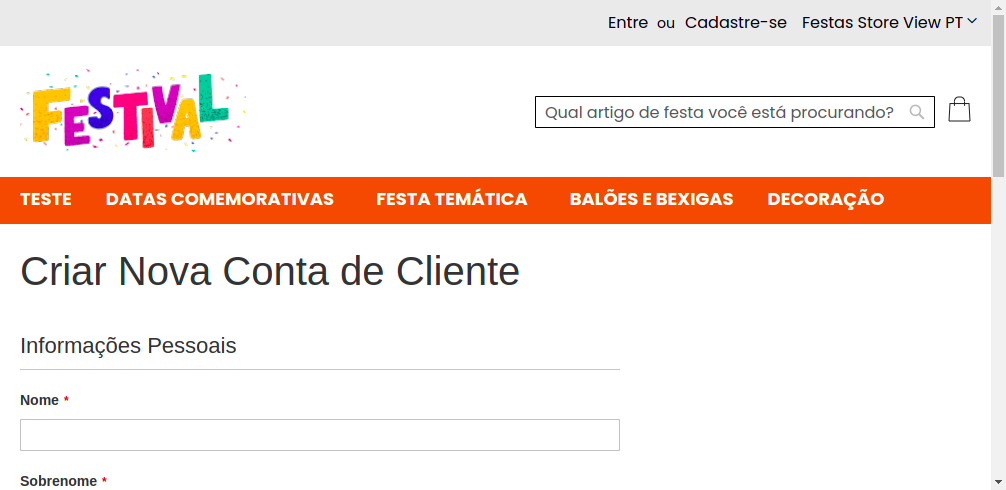 Entre ou Cadastre-se Festas Store View PT
FESTIVAL
Qual artigo de festa você está procurando?
TESTE DATAS COMEMORATIVAS FESTA TEMÁTICA BALÕES E BEXIGAS DECORAÇÃO
Criar Nova Conta de Cliente
Informações Pessoais
Nome *
Sobrenome *